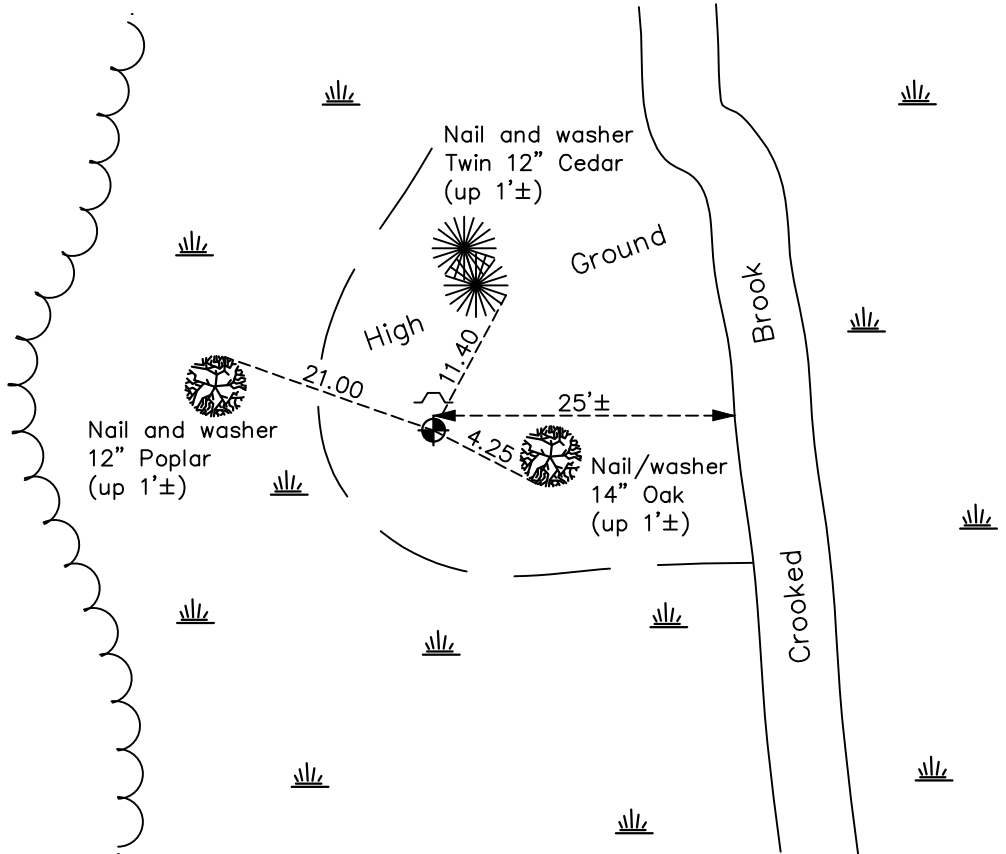 Nail and washer
Twin 12” Cedar
(up 1’±)
Ground
High
Brook
11.40
21.00
25’±
4.25
Nail and washer
12” Poplar
(up 1’±)
Nail/washer
14” Oak
(up 1’±)
Crooked